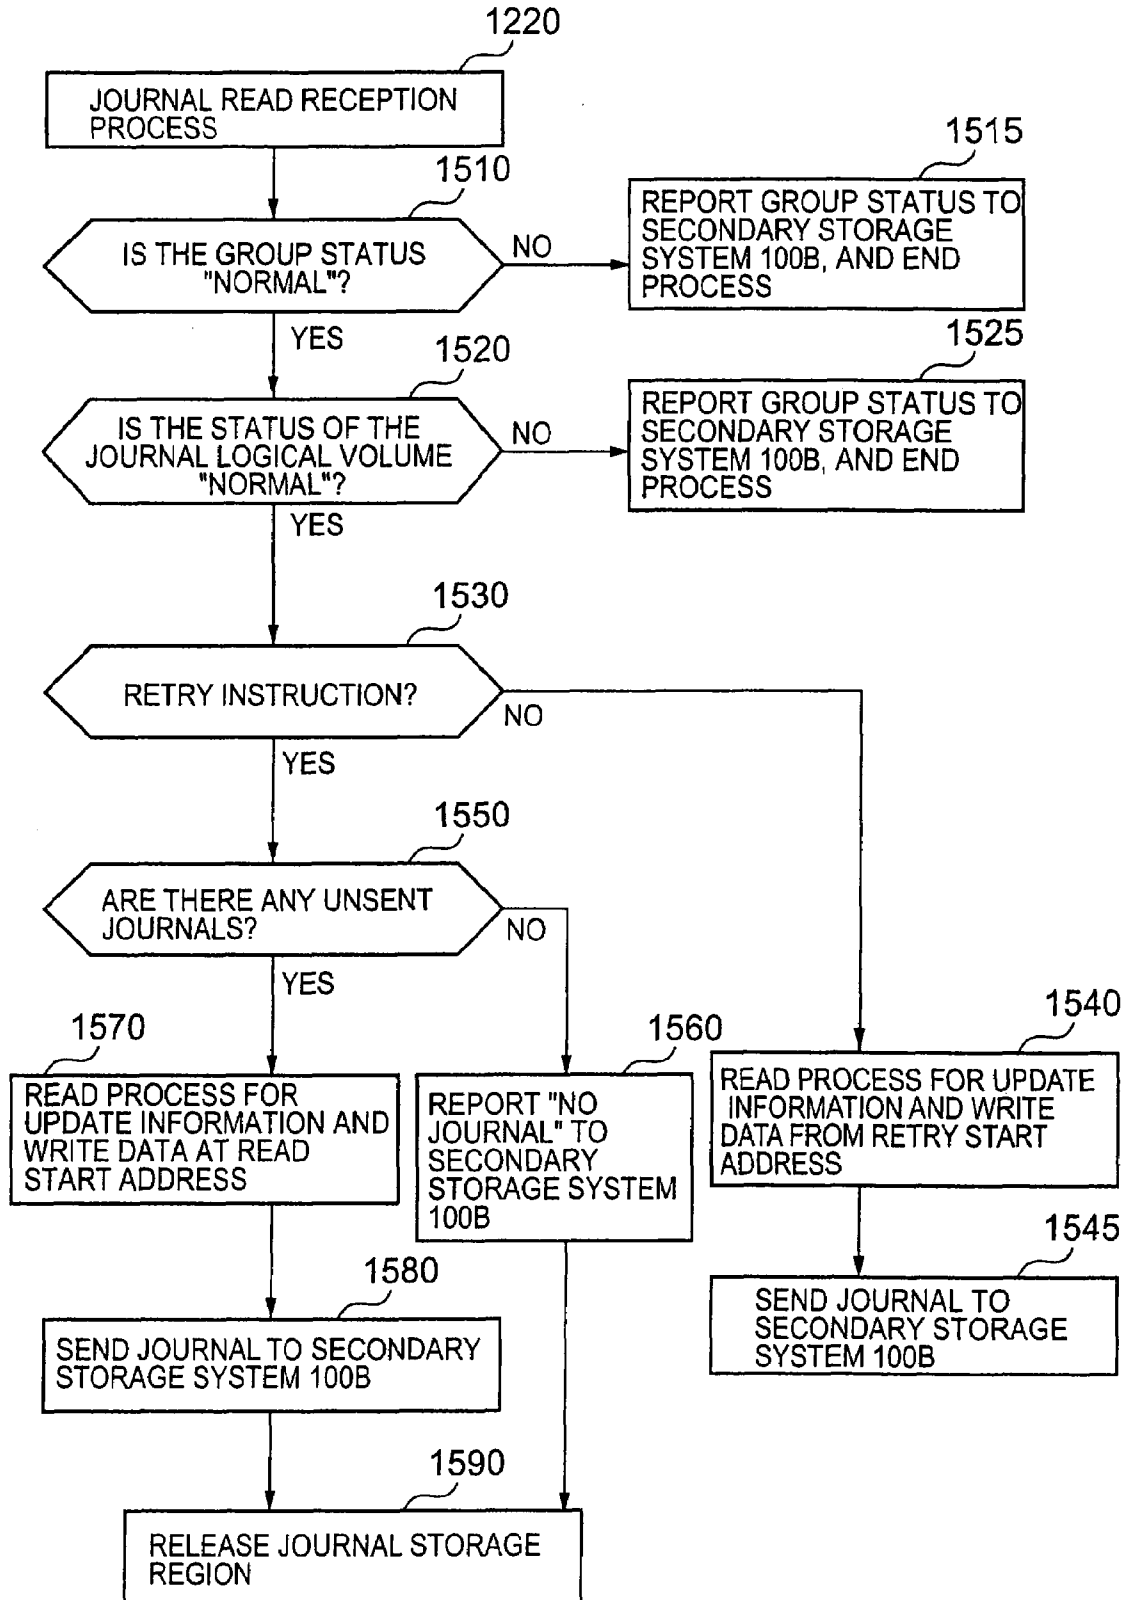 1220
JOURNAL READ RECEPTION
PROCESS
1510
IS THE GROUP STATUS
"NORMAL"?
NO
YES
1515
REPORT GROUP STATUS TO
SECONDARY STORAGE
SYSTEM 100B, AND END
PROCESS
1520
IS THE STATUS OF THE
JOURNAL LOGICAL VOLUME
"NORMAL"?
NO
YES
1525
REPORT GROUP STATUS TO
SECONDARY STORAGE
SYSTEM 100B, AND END
PROCESS
1530
RETRY INSTRUCTION?
NO
YES
1550
ARE THERE ANY UNSENT
JOURNALS?
NO
YES
1570
READ PROCESS FOR
UPDATE INFORMATION AND
WRITE DATA AT READ
START ADDRESS
1560
REPORT "NO
JOURNAL" TO
SECONDARY
STORAGE SYSTEM
100B
1540
READ PROCESS FOR UPDATE
INFORMATION AND WRITE
DATA FROM RETRY START
ADDRESS
1545
SEND JOURNAL TO
SECONDARY STORAGE
SYSTEM 100B
1580
SEND JOURNAL TO SECONDARY
STORAGE SYSTEM 100B
1590
RELEASE JOURNAL STORAGE
REGION